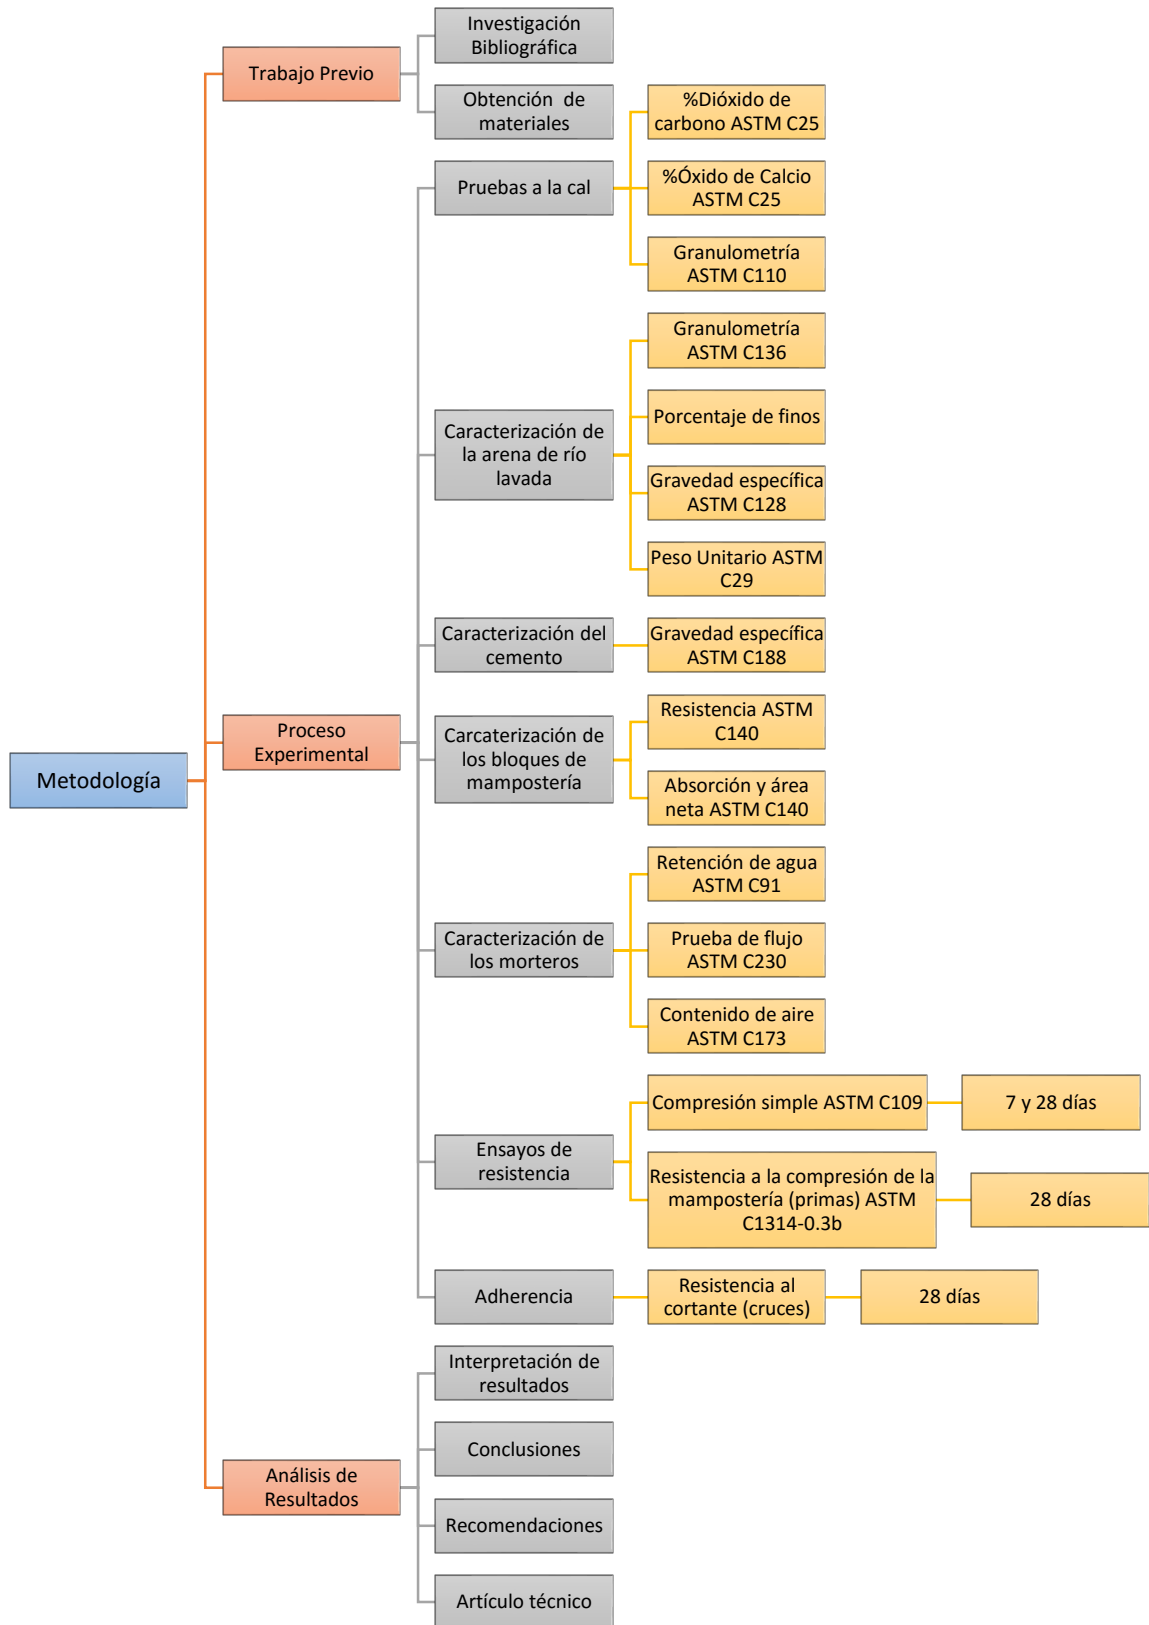 Metodología
Trabajo Previo
Investigación
Bibliográfica
Obtención de
materiales
Proceso
Experimental
Pruebas a la cal
%Dióxido de
carbono ASTM C25
%Óxido de Calcio
ASTM C25
Granulometría
ASTM C110
Caracterización de
la arena de río
lavada
Granulometría
ASTM C136
Porcentaje de finos
Gravedad específica
ASTM C128
Peso Unitario ASTM
C29
Caracterización del
cemento
Gravedad específica
ASTM C188
Carcaterización de
los bloques de
mampostería
Resistencia ASTM
C140
Absorción y área
neta ASTM C140
Caracterización de
los morteros
Retención de agua
ASTM C91
Prueba de flujo
ASTM C230
Contenido de aire
ASTM C173
Ensayos de
resistencia
Compresión simple ASTM C109
7 y 28 días
Resistencia a la compresión de la
mampostería (primas) ASTM
C1314-0.3b
28 días
Adherencia
Resistencia al
cortante (cruces)
28 días
Análisis de
Resultados
Interpretación de
resultados
Conclusiones
Recomendaciones
Artículo técnico